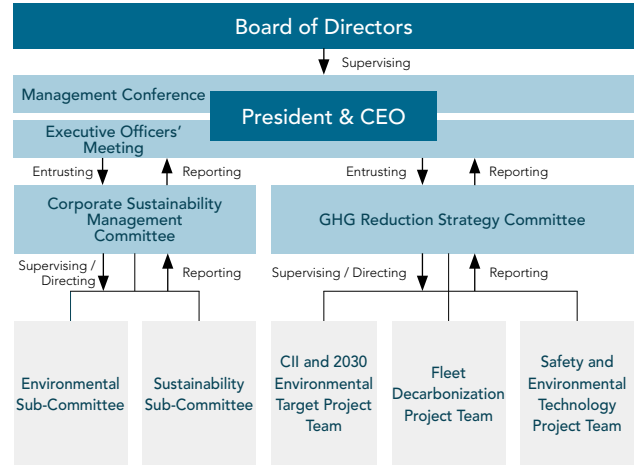 Board of Directors
Supervising
Management Conference
President & CEO
Executive Officers'
Meeting
Entrusting
Reporting
Entrusting
Reporting
Corporate Sustainability
Management
Committee
GHG Reduction Strategy Committee
Supervising /
Directing
Reporting
Supervising / Directing
Reporting
Environmental
Sub-Committee
Sustainability
Sub-Committee
CII and 2030
Environmental
Target Project
Team
Fleet
Decarbonization
Project Team
Safety and
Environmental
Technology
Project Team